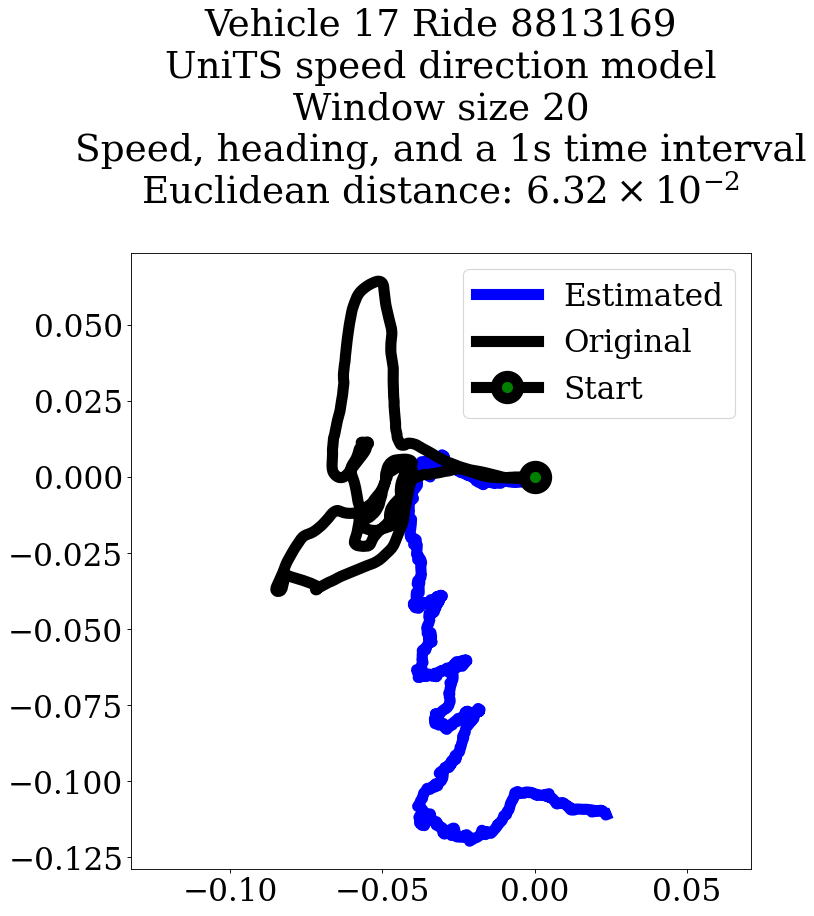 Vehicle 17 Ride 8813169
UniTS speed direction model
Window size 20
Speed, heading, and a 1s time interval
Euclidean distance: 6.32 × 10⁻²
Estimated
Original
Start
0.050
0.025
0.000
−0.025
−0.050
−0.075
−0.100
−0.125
−0.10
−0.05
0.00
0.05